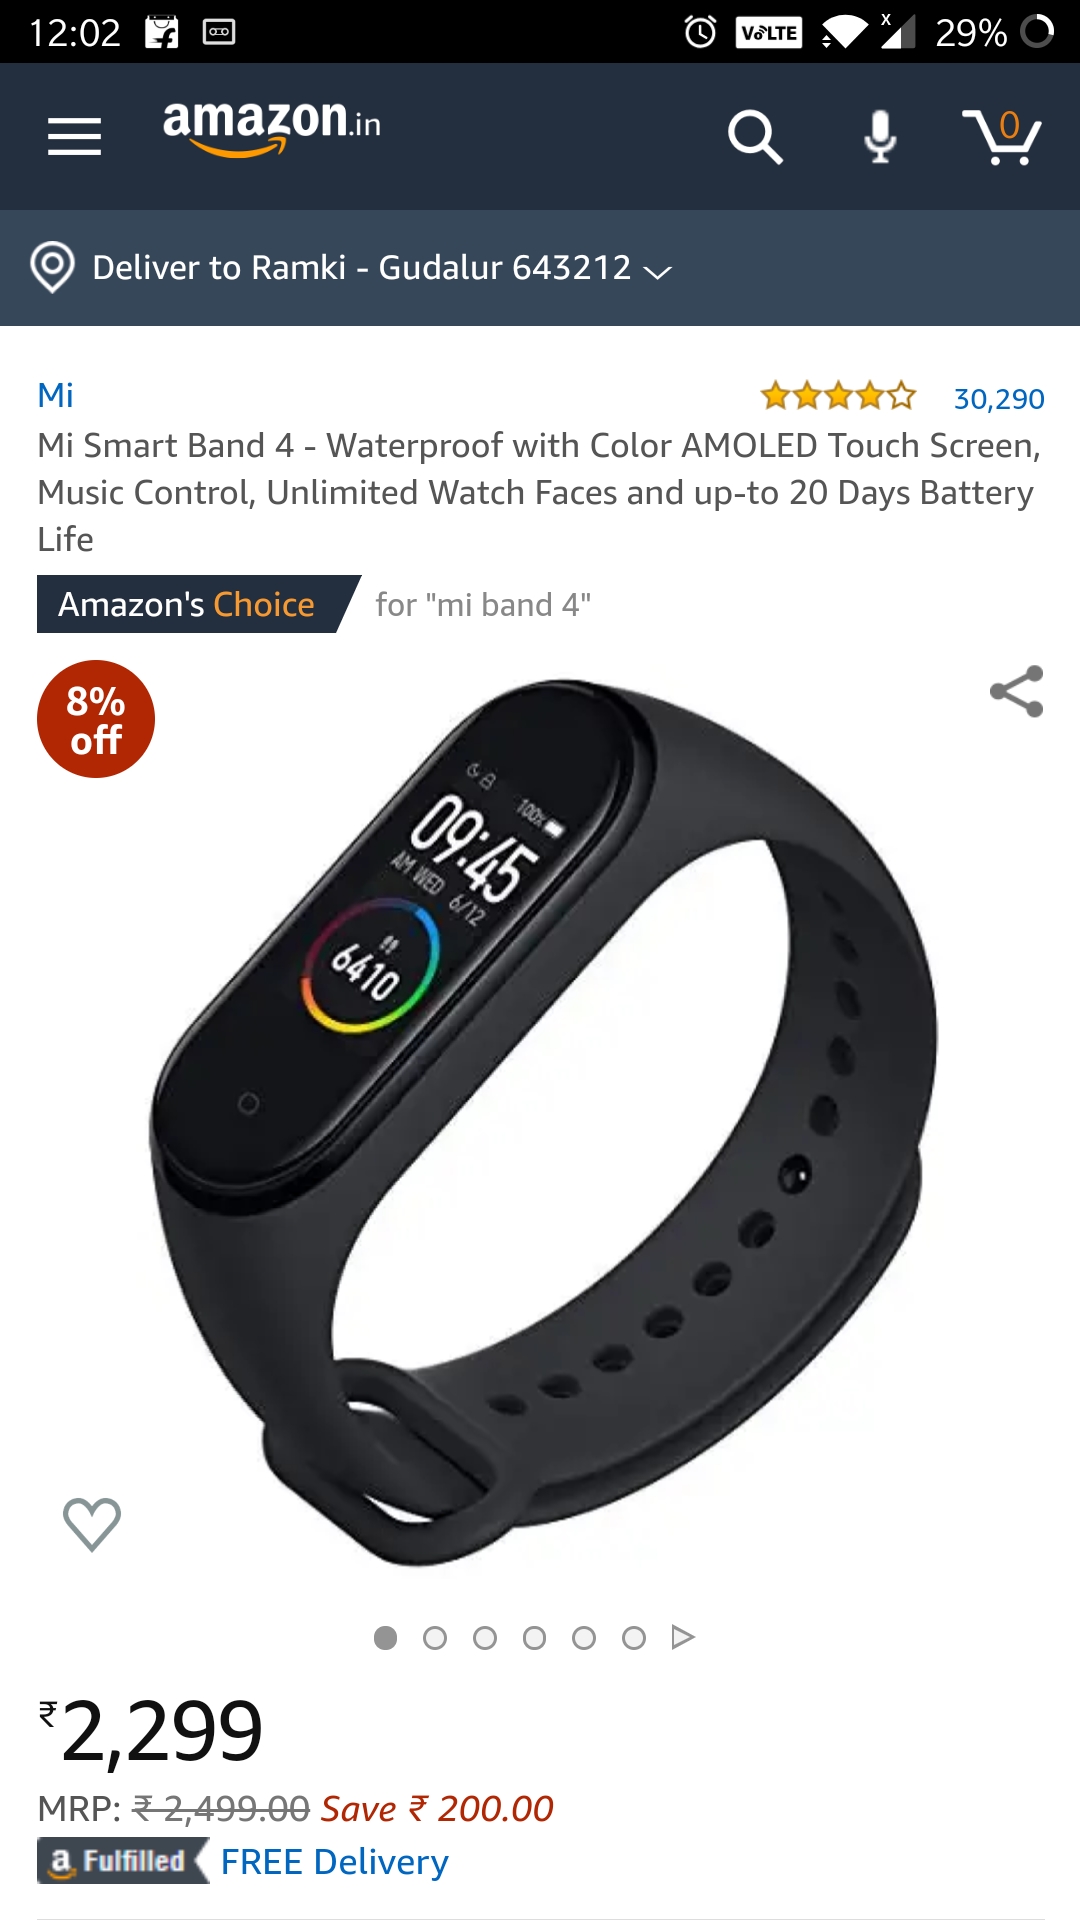 12:02
VoLTE
X
29%
amazon.in
0
Deliver to Ramki - Gudalur 643212
Mi
30,290
Mi Smart Band 4 - Waterproof with Color AMOLED Touch Screen,
Music Control, Unlimited Watch Faces and up-to 20 Days Battery
Life
Amazon's Choice for "mi band 4"
8%
off
100%
09:45
AM WED 6/12
6410
₹2,299
MRP: ₹ 2,499.00 Save ₹ 200.00
a Fulfilled FREE Delivery